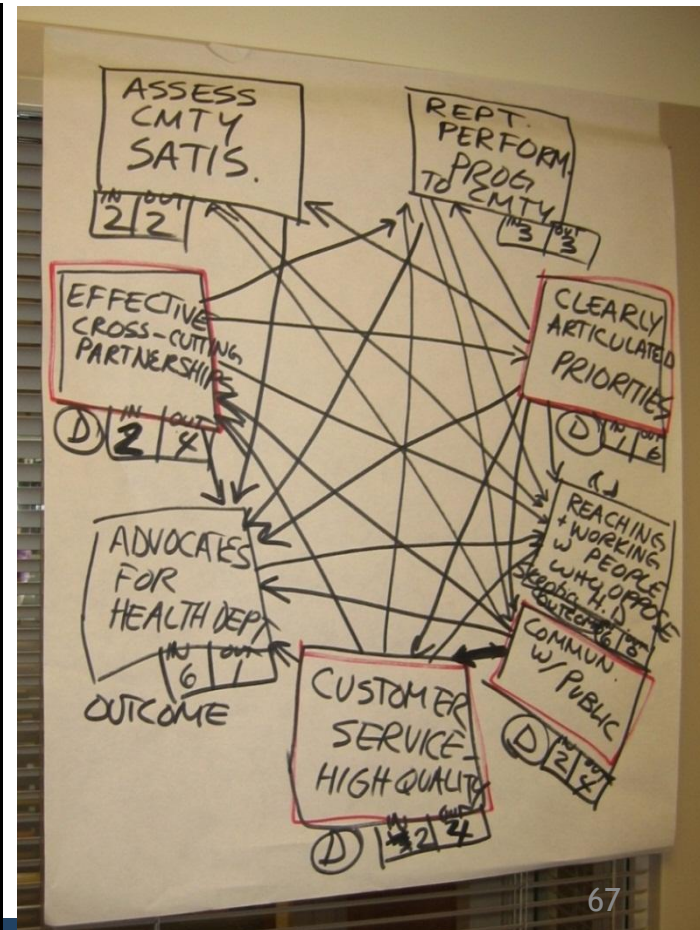 ASSESS
CMTY
SATIS.
IN OUT
2 2
REPT.
PERFORM.
PROG
TO CMTY
IN OUT
3 3
EFFECTIVE
CROSS-CUTTING
PARTNERSHIPS
D
IN OUT
2 4
CLEARLY
ARTICULATED
PRIORITIES
D
IN OUT
1 6
ADVOCATES
FOR
HEALTH DEPT
IN OUT
6 1
OUTCOME
REACHING
+ WORKING
W PEOPLE
WHO OPPOSE
H.D
OUTCOME
COMMUN.
W/ PUBLIC
D
IN OUT
2 4
CUSTOMER
SERVICE-
HIGH QUALITY
D
IN OUT
2 4
67